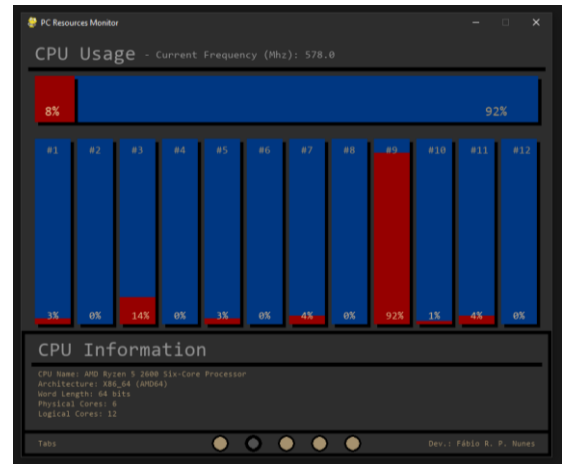 PC Resources Monitor
CPU Usage - Current Frequency (Mhz): 578.0
8% 92%
#1 #2 #3 #4 #5 #6 #7 #8 #9 #10 #11 #12
3% 0% 14% 0% 3% 0% 4% 0% 92% 1% 4% 0%
CPU Information
CPU Name: AMD Ryzen 5 2600 Six-Core Processor
Architecture: X86_64 (AMD64)
Word Length: 64 bits
Physical Cores: 6
Logical Cores: 12
Tabs Dev.: Fábio R. P. Nunes